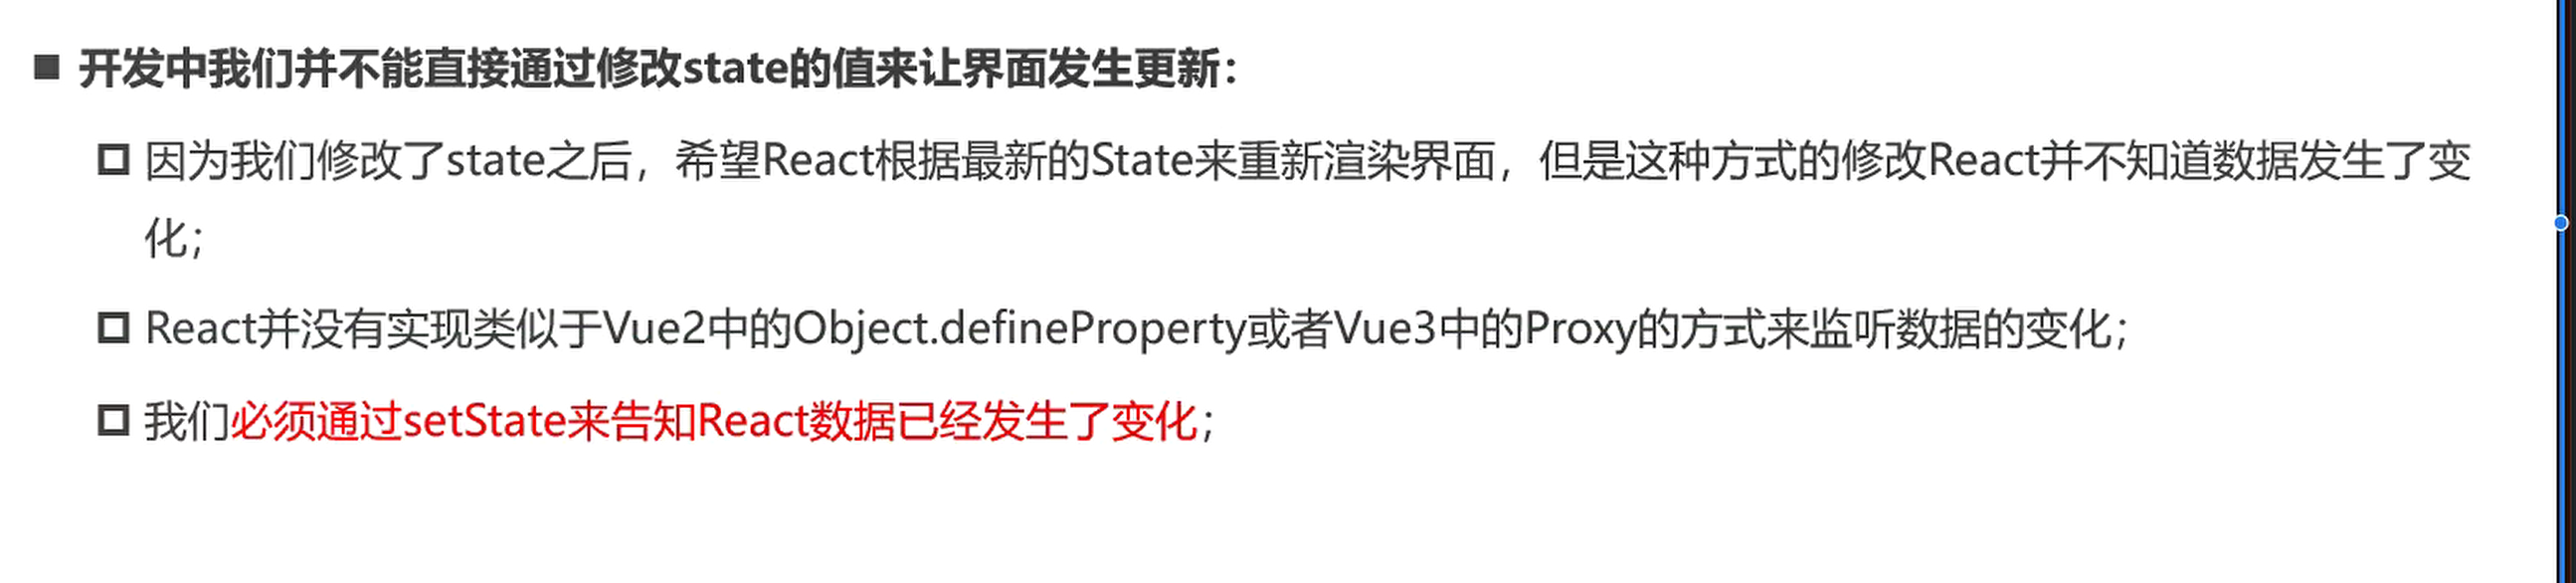 开发中我们并不能直接通过修改state的值来让界面发生更新：
因为我们修改了state之后，希望React根据最新的State来重新渲染界面，但是这种方式的修改React并不知道数据发生了变
化；
React并没有实现类似于Vue2中的Object.defineProperty或者Vue3中的Proxy的方式来监听数据的变化；
我们必须通过setState来告知React数据已经发生了变化；